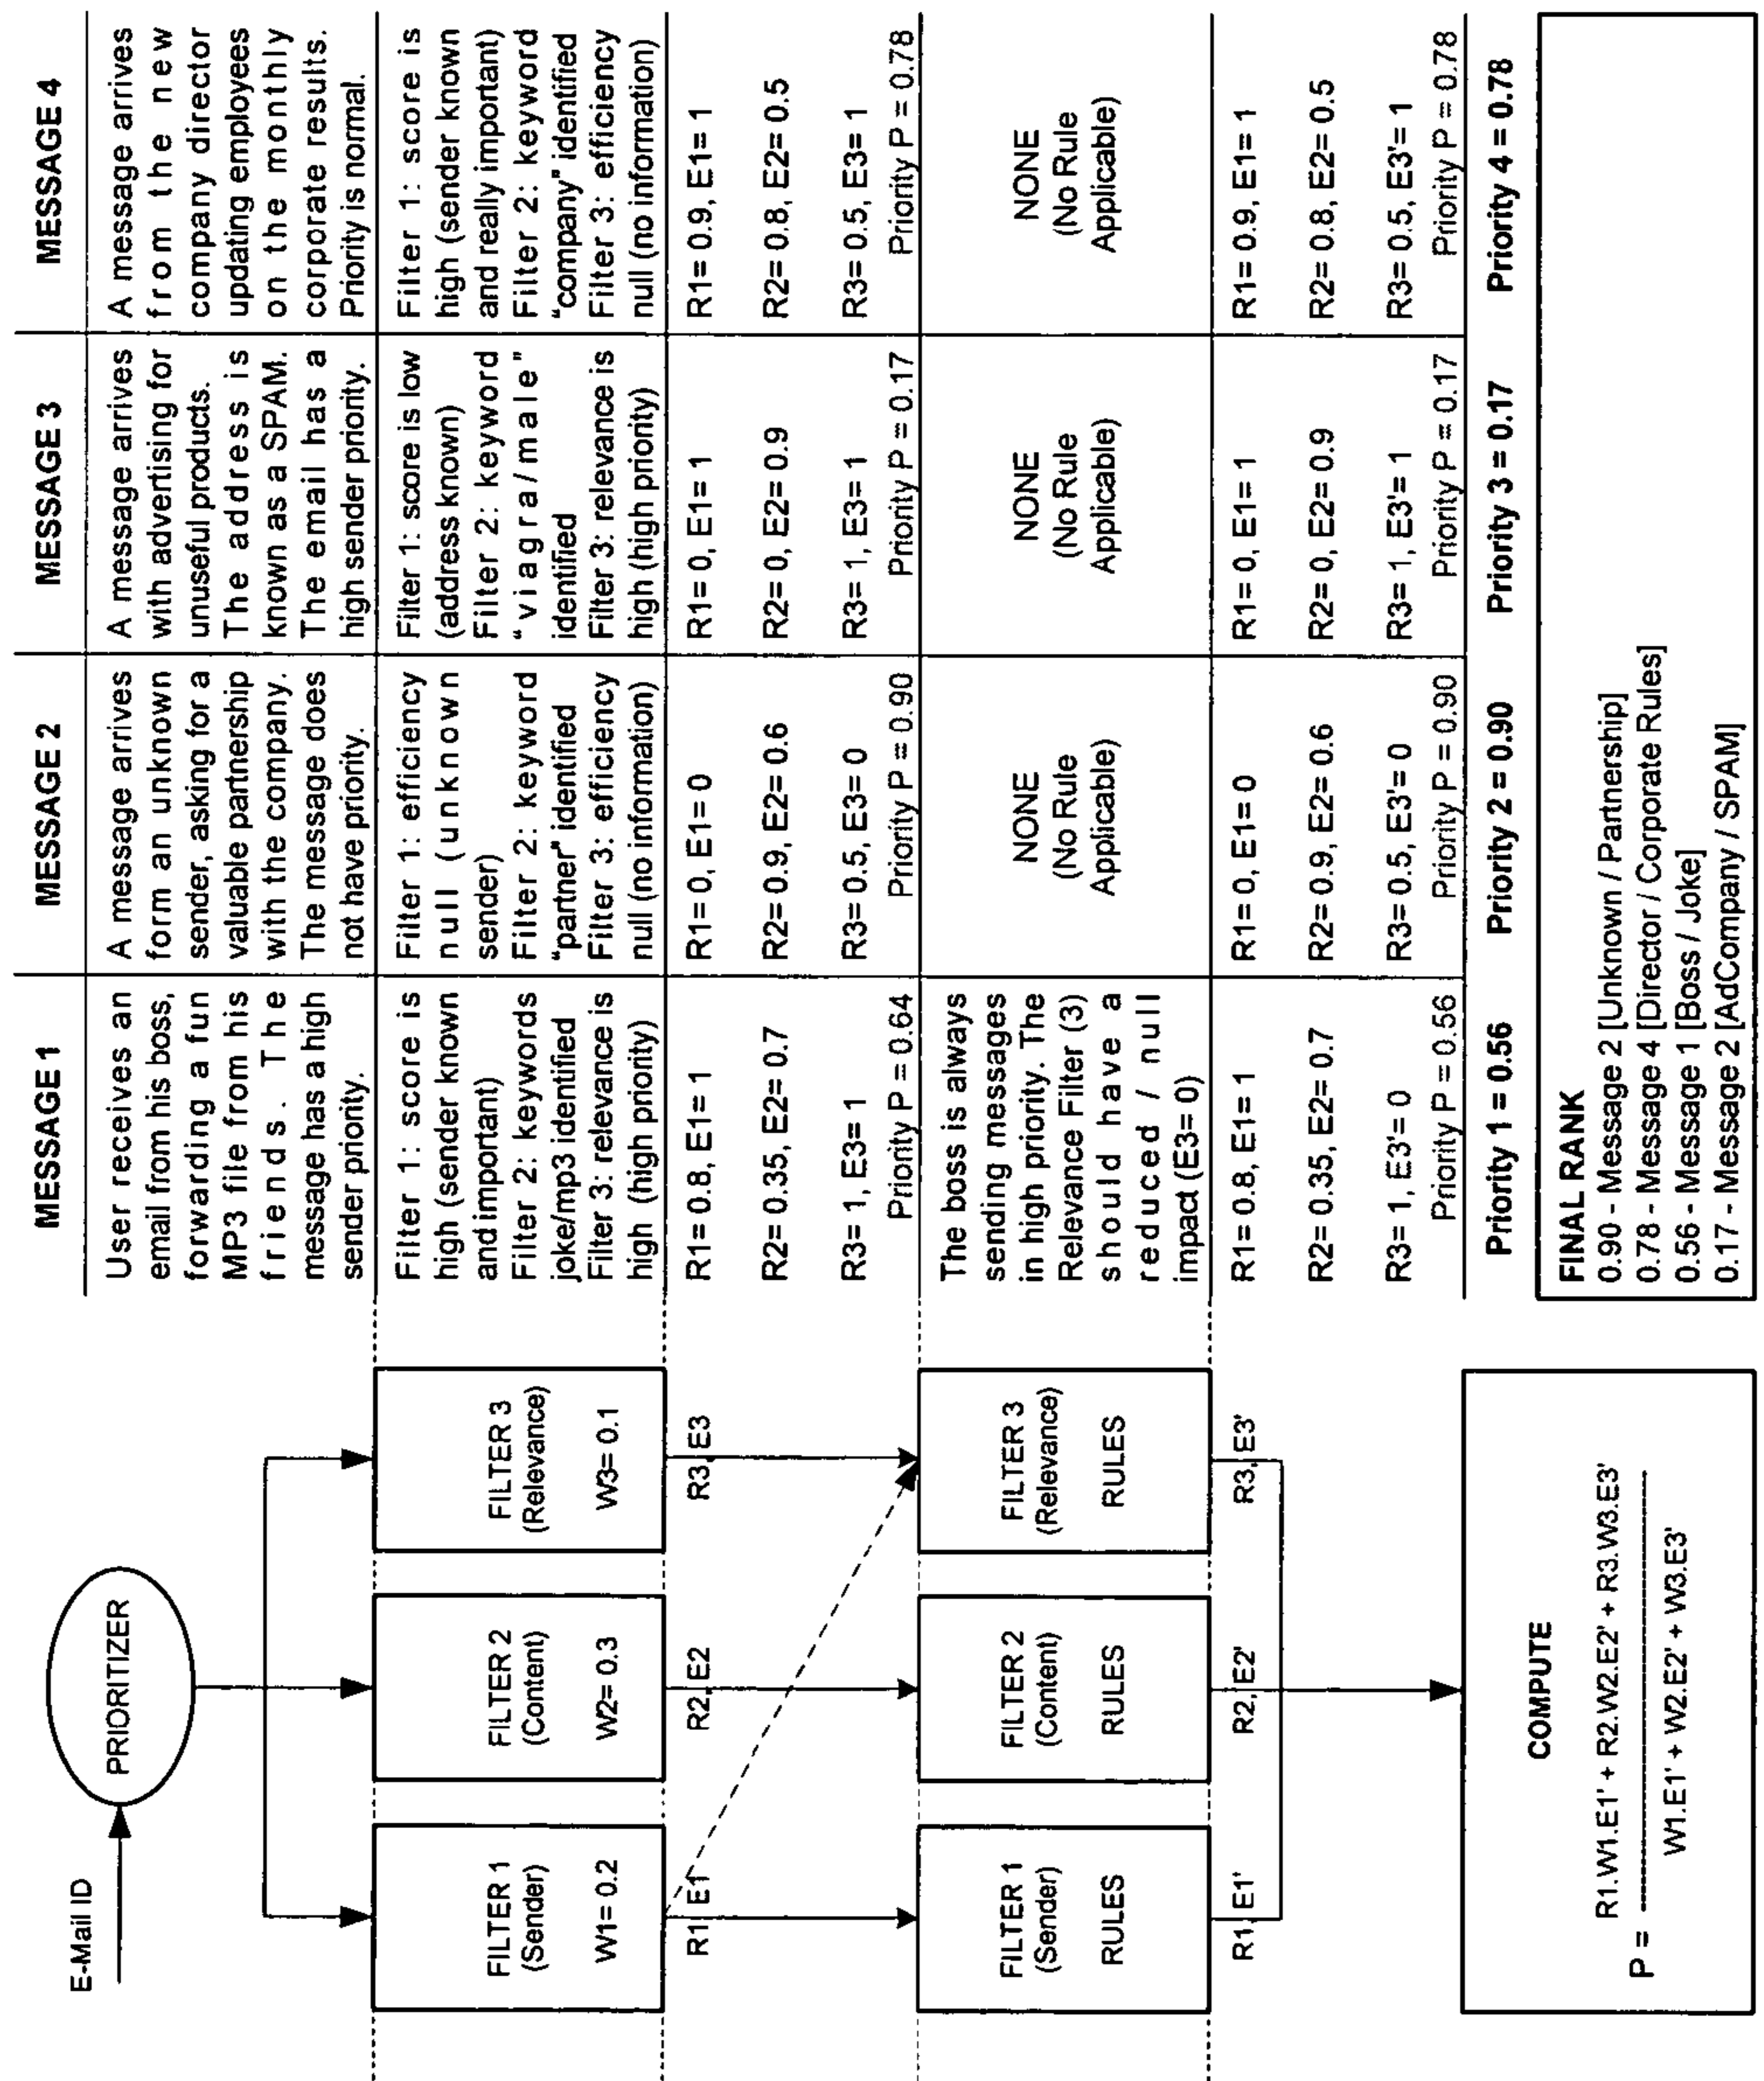 E-Mail ID
PRIORITIZER
FILTER 1
(Sender)
W1= 0.2
FILTER 2
(Content)
W2= 0.3
FILTER 3
(Relevance)
W3= 0.1
R1, E1
R2, E2
R3, E3
FILTER 1
(Sender)
RULES
FILTER 2
(Content)
RULES
FILTER 3
(Relevance)
RULES
R1, E1'
R2, E2'
R3, E3'
COMPUTE
R1.W1.E1' + R2.W2.E2' + R3.W3.E3'
P = ----------
W1.E1' + W2.E2' + W3.E3'
MESSAGE 1
User receives an
email from his boss,
forwarding a fun
MP3 file from his
friends. The
message has a high
sender priority.
Filter 1: score is
high (sender known
and important)
Filter 2: keywords
joke/mp3 identified
Filter 3: relevance is
high (high priority)
R1= 0.8, E1= 1
R2= 0.35, E2= 0.7
R3= 1, E3= 1
Priority P = 0.64
The boss is always
sending messages
in high priority. The
Relevance Filter (3)
should have a
reduced / null
impact (E3= 0)
R1= 0.8, E1= 1
R2= 0.35, E2= 0.7
R3= 1, E3'= 0
Priority P = 0.56
Priority 1 = 0.56
MESSAGE 2
A message arrives
form an unknown
sender, asking for a
valuable partnership
with the company.
The message does
not have priority.
Filter 1: efficiency
null (unknown
sender)
Filter 2: keyword
"partner" identified
Filter 3: efficiency
null (no information)
R1= 0, E1= 0
R2= 0.9, E2= 0.6
R3= 0.5, E3= 0
Priority P = 0.90
NONE
(No Rule
Applicable)
R1= 0, E1= 0
R2= 0.9, E2= 0.6
R3= 0.5, E3'= 0
Priority P = 0.90
Priority 2 = 0.90
MESSAGE 3
A message arrives
with advertising for
unuseful products.
The address is
known as a SPAM.
The email has a
high sender priority.
Filter 1: score is low
(address known)
Filter 2: keyword
"viagra/male"
identified
Filter 3: relevance is
high (high priority)
R1= 0, E1= 1
R2= 0, E2= 0.9
R3= 1, E3= 1
Priority P = 0.17
NONE
(No Rule
Applicable)
R1= 0, E1= 1
R2= 0, E2= 0.9
R3= 1, E3'= 1
Priority P = 0.17
Priority 3 = 0.17
MESSAGE 4
A message arrives
from the new
company director
updating employees
on the monthly
corporate results.
Priority is normal.
Filter 1: score is
high (sender known
and really important)
Filter 2: keyword
"company" identified
Filter 3: efficiency
null (no information)
R1= 0.9, E1= 1
R2= 0.8, E2= 0.5
R3= 0.5, E3= 1
Priority P = 0.78
NONE
(No Rule
Applicable)
R1= 0.9, E1= 1
R2= 0.8, E2= 0.5
R3= 0.5, E3'= 1
Priority P = 0.78
Priority 4 = 0.78
FINAL RANK
0.90 - Message 2 [Unknown / Partnership]
0.78 - Message 4 [Director / Corporate Rules]
0.56 - Message 1 [Boss / Joke]
0.17 - Message 2 [AdCompany / SPAM]